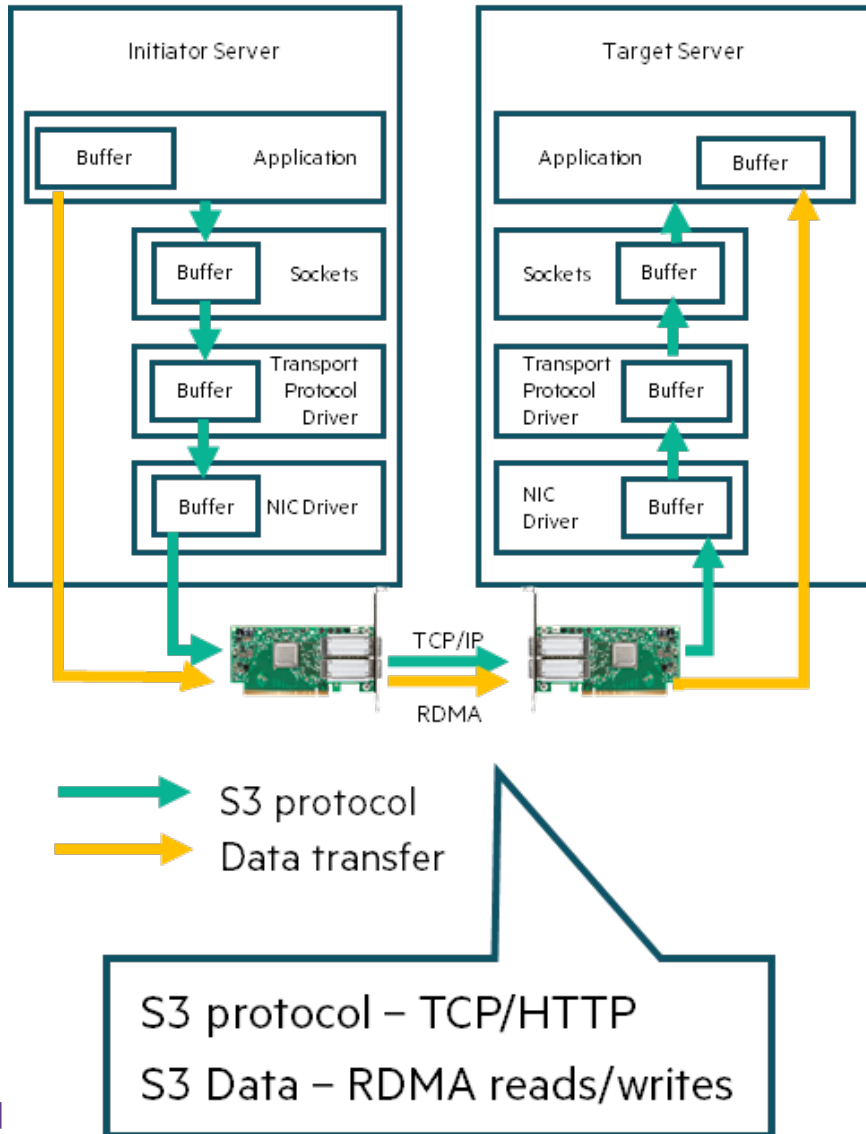 Initiator Server
Target Server
Buffer
Application
Application
Buffer
Buffer
Sockets
Sockets
Buffer
Buffer
Transport
Protocol
Driver
Transport
Protocol
Driver
Buffer
Buffer
NIC Driver
NIC
Driver
Buffer
TCP/IP
RDMA
S3 protocol
Data transfer
S3 protocol – TCP/HTTP
S3 Data – RDMA reads/writes